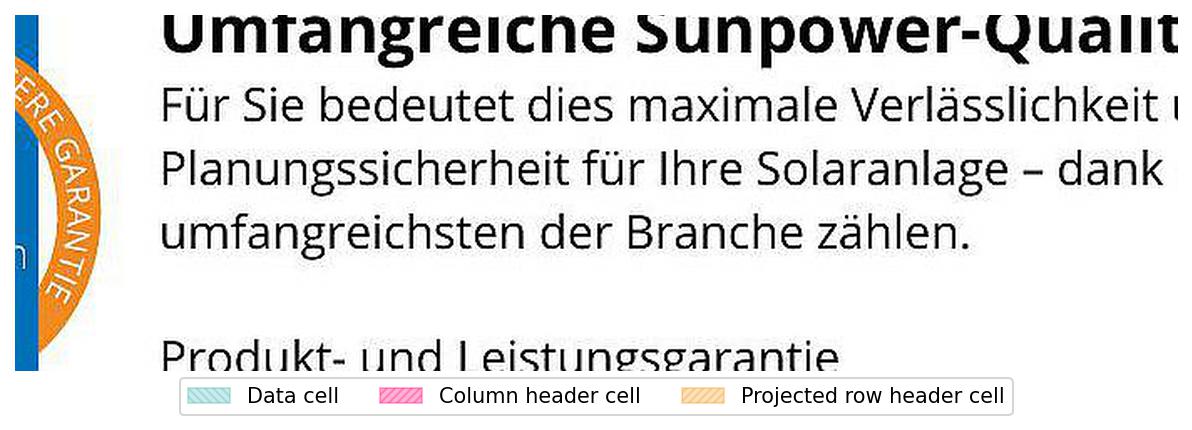 Umfangreiche Sunpower-Qualit
Für Sie bedeutet dies maximale Verlässlichkeit
Planungssicherheit für Ihre Solaranlage – dank
umfangreichsten der Branche zählen.
Produkt- und Leistungsgarantie
GARANTIE
Data cell
Column header cell
Projected row header cell